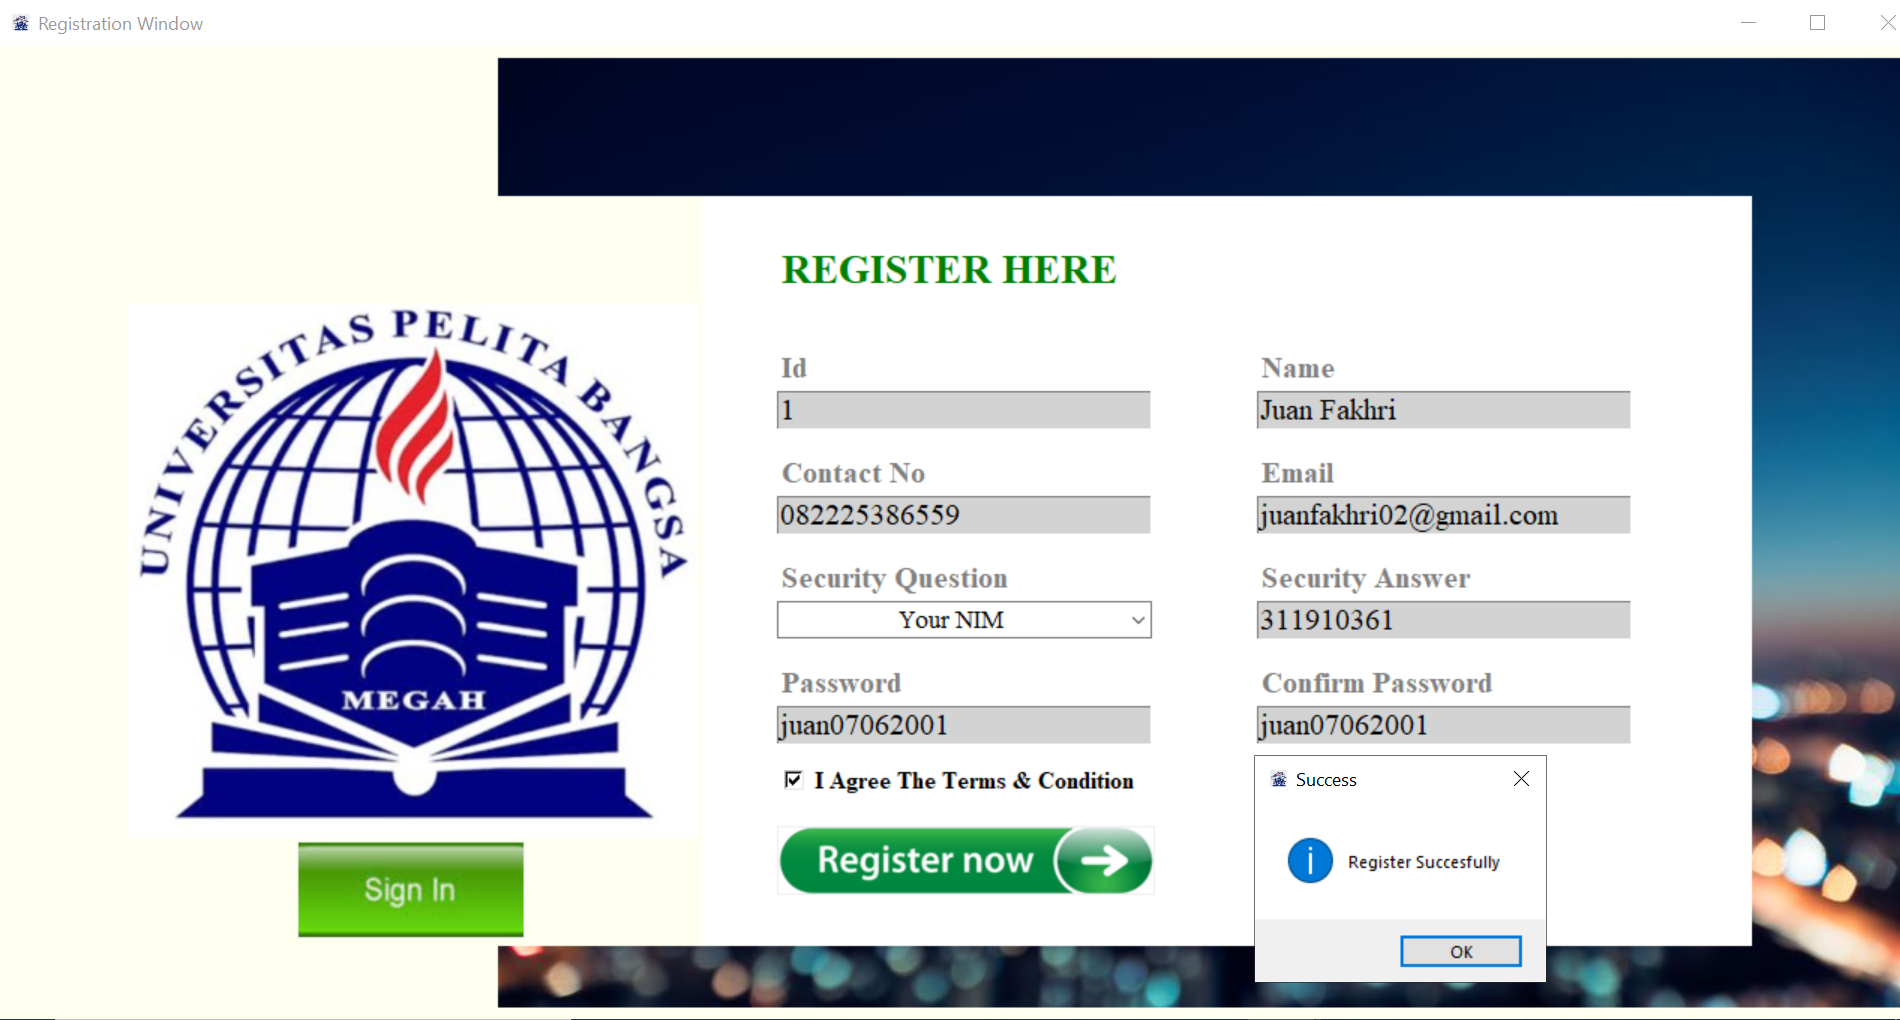 Registration Window
UNIVERSITAS PELITA BANGSA
MEGAH
Sign In
REGISTER HERE
Id
Name
1
Juan Fakhri
Contact No
Email
082225386559
juanfakhri02@gmail.com
Security Question
Security Answer
Your NIM
311910361
Password
Confirm Password
juan07062001
juan07062001
I Agree The Terms & Condition
Register now
Success
Register Succesfully
OK